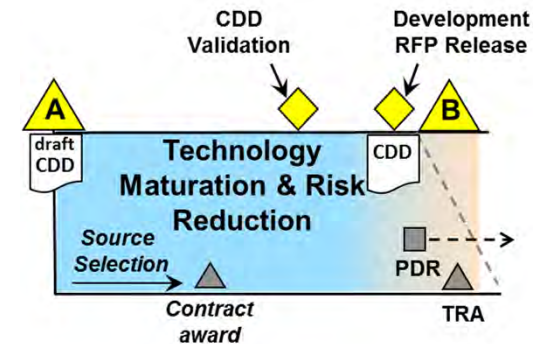 CDD
Validation
Development
RFP Release
A
B
draft
CDD
CDD
Technology
Maturation & Risk
Reduction
Source
Selection
PDR
Contract
award
TRA